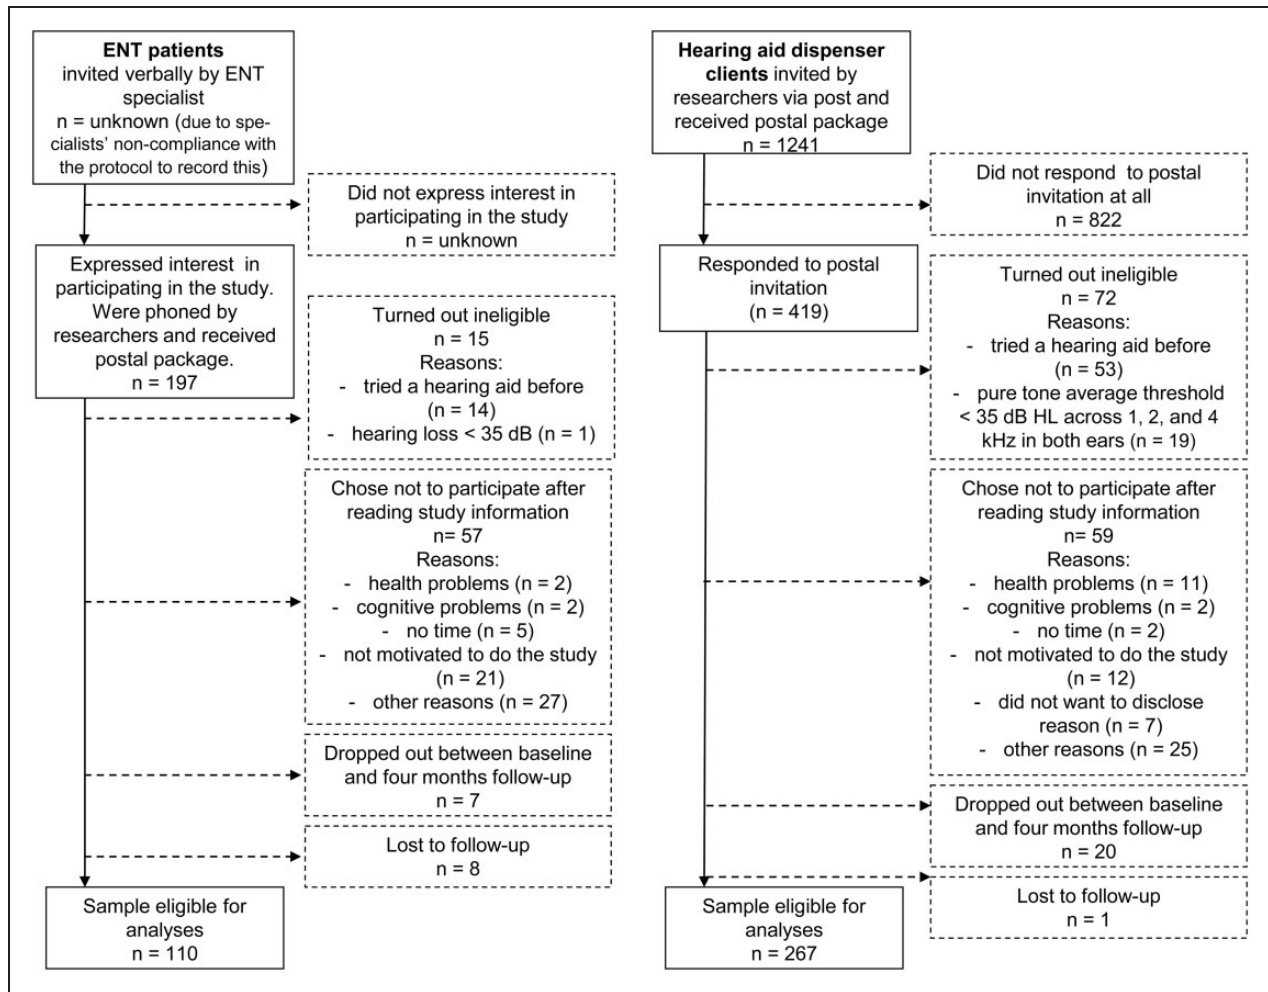 ENT patients
invited verbally by ENT
specialist
n = unknown (due to spe-
cialists' non-compliance with
the protocol to record this)
Did not express interest in
participating in the study
n = unknown
Expressed interest in
participating in the study.
Were phoned by
researchers and received
postal package.
n = 197
Turned out ineligible
n = 15
Reasons:
- tried a hearing aid before
(n = 14)
- hearing loss < 35 dB (n = 1)
Chose not to participate after
reading study information
n= 57
Reasons:
- health problems (n = 2)
- cognitive problems (n = 2)
- no time (n = 5)
- not motivated to do the study
(n = 21)
- other reasons (n = 27)
Dropped out between baseline
and four months follow-up
n = 7
Lost to follow-up
n = 8
Sample eligible for
analyses
n = 110
Hearing aid dispenser
clients invited by
researchers via post and
received postal package
n = 1241
Did not respond to postal
invitation at all
n = 822
Responded to postal
invitation
(n = 419)
Turned out ineligible
n = 72
Reasons:
- tried a hearing aid before
(n = 53)
- pure tone average threshold
< 35 dB HL across 1, 2, and 4
kHz in both ears (n = 19)
Chose not to participate after
reading study information
n= 59
Reasons:
- health problems (n = 11)
- cognitive problems (n = 2)
- no time (n = 2)
- not motivated to do the study
(n = 12)
- did not want to disclose
reason (n = 7)
- other reasons (n = 25)
Dropped out between baseline
and four months follow-up
n = 20
Lost to follow-up
n = 1
Sample eligible for
analyses
n = 267